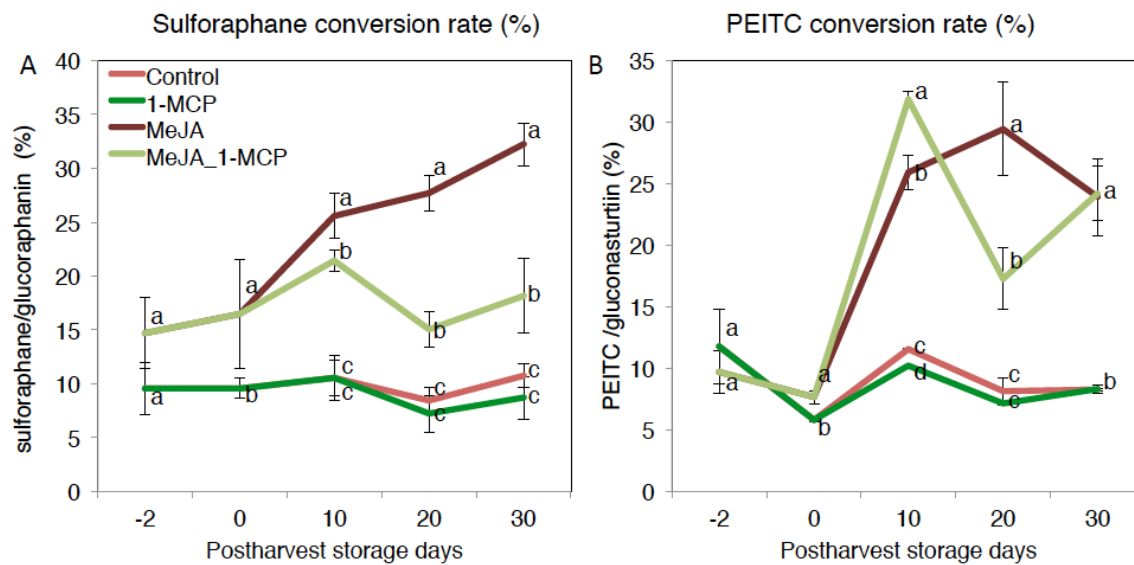 Sulforaphane conversion rate (%)
PEITC conversion rate (%)
A
sulforaphane/glucoraphanin (%)
40
35
30
25
20
15
10
5
0
Control
1-MCP
MeJA
MeJA_1-MCP
a
a
a
b
a
b
c
c
a
b
c
c
a
b
c
c
-2
0
10
20
30
Postharvest storage days
B
PEITC /gluconasturtiin (%)
35
30
25
20
15
10
5
0
a
a
a
b
a
b
c
d
a
b
c
c
a
b
-2
0
10
20
30
Postharvest storage days